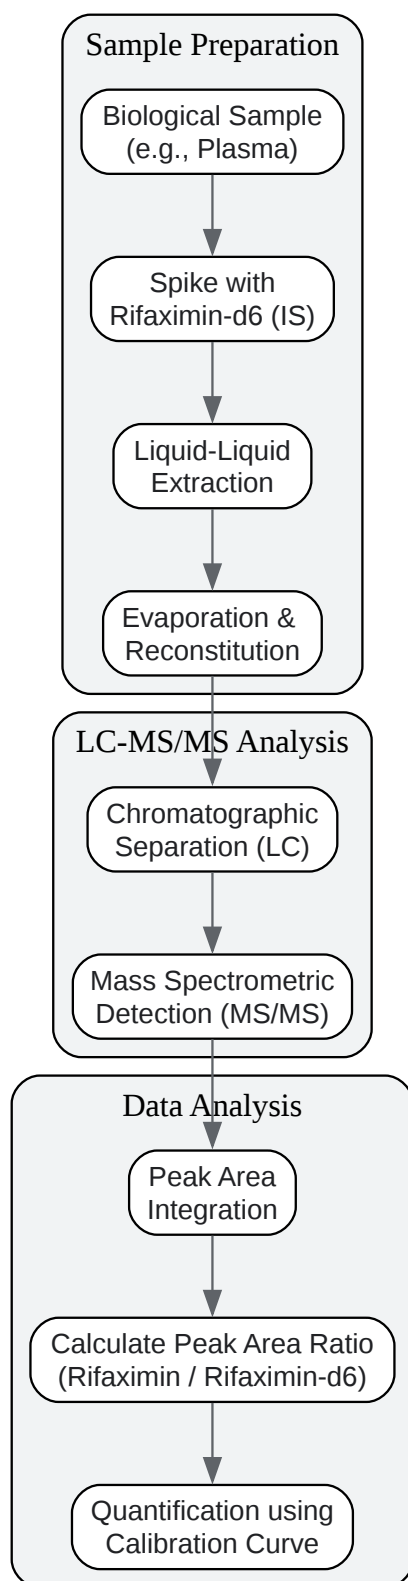 Sample Preparation
Biological Sample
(e.g., Plasma)
Spike with
Rifaximin-d6 (IS)
Liquid-Liquid
Extraction
Evaporation &
Reconstitution
LC-MS/MS Analysis
Chromatographic
Separation (LC)
Mass Spectrometric
Detection (MS/MS)
Data Analysis
Peak Area
Integration
Calculate Peak Area Ratio
(Rifaximin / Rifaximin-d6)
Quantification using
Calibration Curve